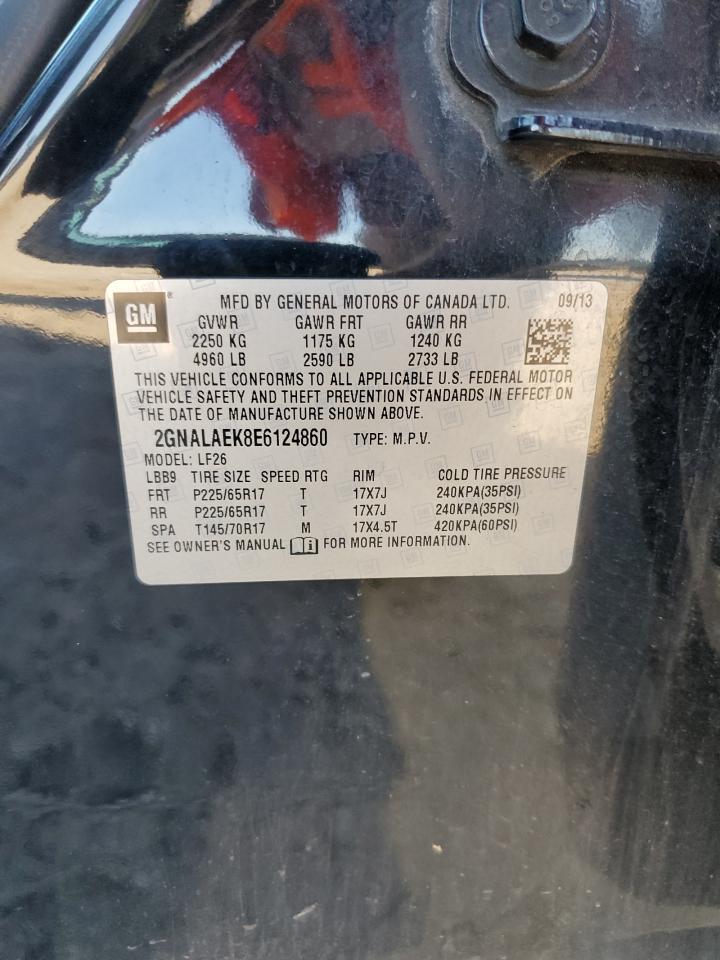 GM ® MFD BY GENERAL MOTORS OF CANADA LTD. 09/13
GVWR GAWR FRT GAWR RR
2250 KG 1175 KG 1240 KG
4960 LB 2590 LB 2733 LB
THIS VEHICLE CONFORMS TO ALL APPLICABLE U.S. FEDERAL MOTOR
VEHICLE SAFETY AND THEFT PREVENTION STANDARDS IN EFFECT ON
THE DATE OF MANUFACTURE SHOWN ABOVE.
2GNALAEK8E6124860 TYPE: M.P.V.
MODEL: LF26
LBB9 TIRE SIZE SPEED RTG RIM COLD TIRE PRESSURE
FRT P225/65R17 T 17X7J 240KPA(35PSI)
RR P225/65R17 T 17X7J 240KPA(35PSI)
SPA T145/70R17 M 17X4.5T 420KPA(60PSI)
SEE OWNER'S MANUAL FOR MORE INFORMATION.